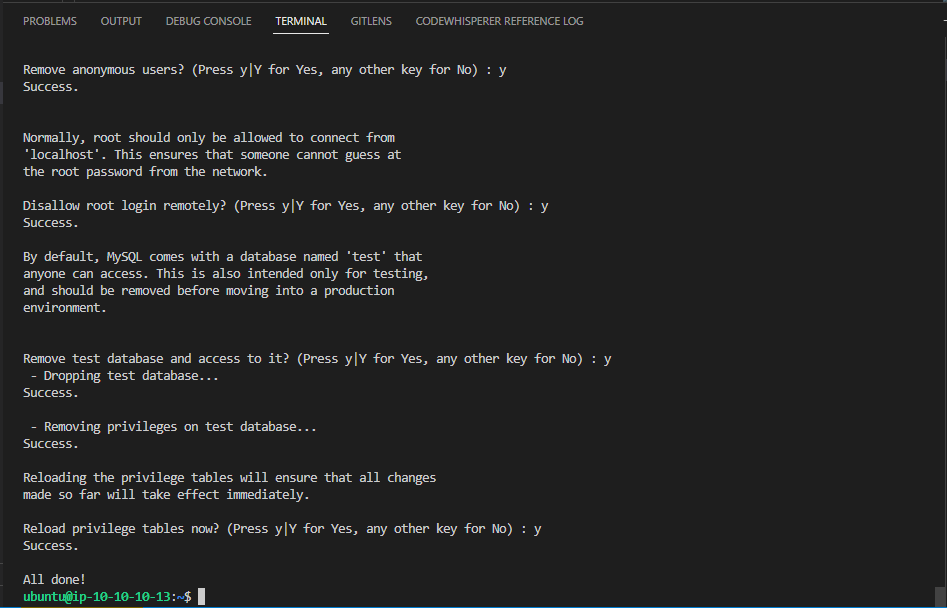 PROBLEMS OUTPUT DEBUG CONSOLE TERMINAL GITLENS CODEWHISPERER REFERENCE LOG
Remove anonymous users? (Press y|Y for Yes, any other key for No) : y
Success.
Normally, root should only be allowed to connect from
'localhost'. This ensures that someone cannot guess at
the root password from the network.
Disallow root login remotely? (Press y|Y for Yes, any other key for No) : y
Success.
By default, MySQL comes with a database named 'test' that
anyone can access. This is also intended only for testing,
and should be removed before moving into a production
environment.
Remove test database and access to it? (Press y|Y for Yes, any other key for No) : y
 - Dropping test database...
Success.
 - Removing privileges on test database...
Success.
Reloading the privilege tables will ensure that all changes
made so far will take effect immediately.
Reload privilege tables now? (Press y|Y for Yes, any other key for No) : y
Success.
All done!
ubuntu@ip-10-10-10-13:~$